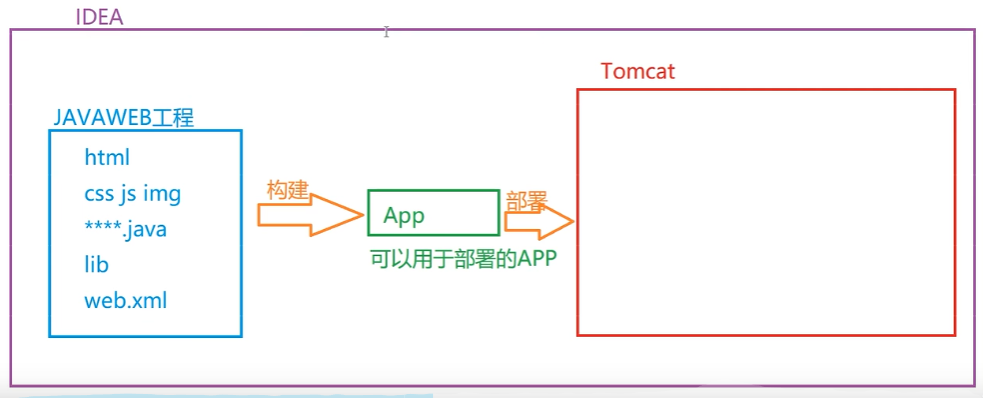 IDEA
Tomcat
JAVAWEB工程
html
css js img
****.java
lib
web.xml
构建
App
部署
可以用于部署的APP